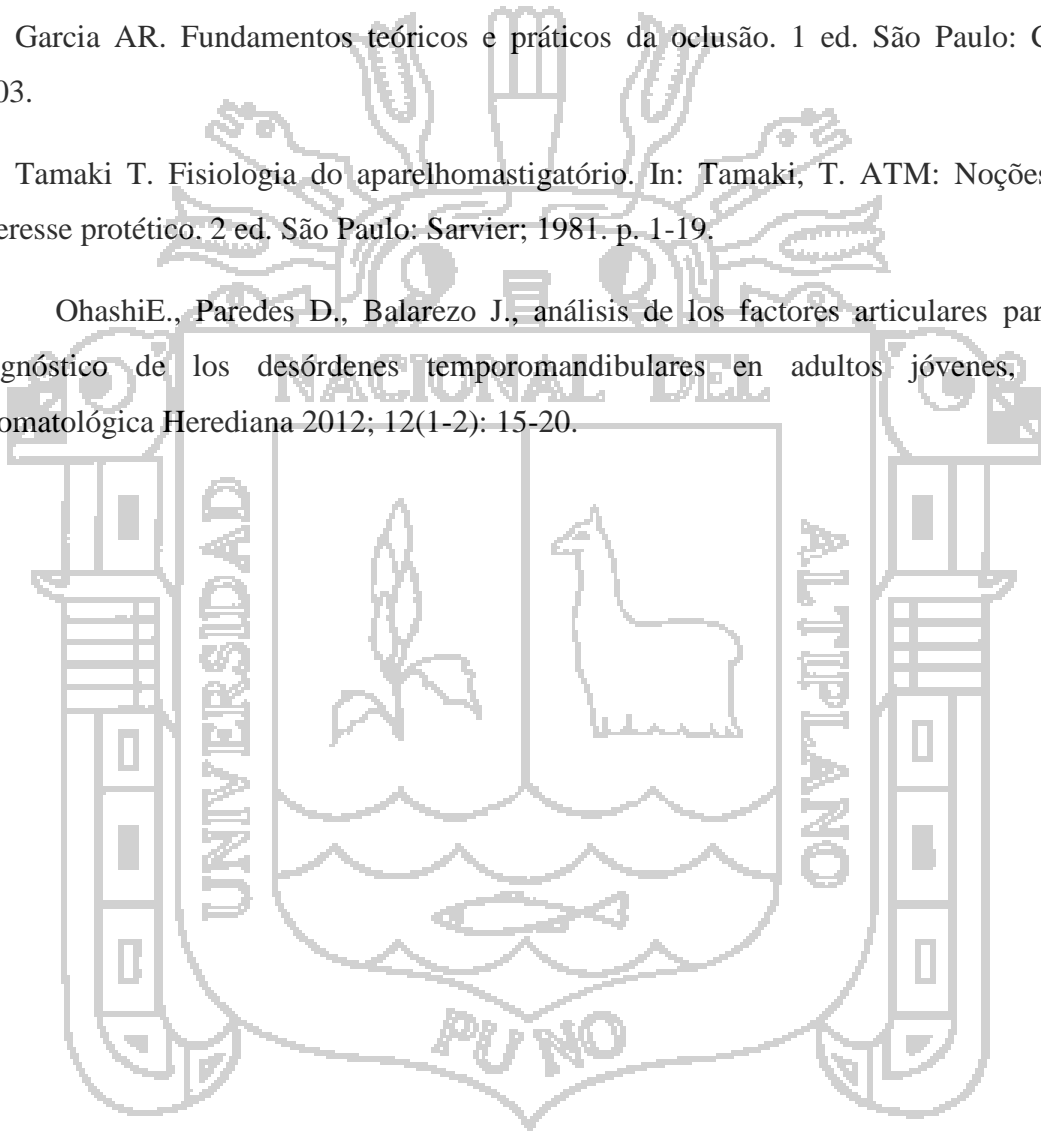 Garcia AR. Fundamentos teóricos e práticos da oclusão. 1 ed. São Paulo: C
03.
Tamaki T. Fisiologia do aparelhomastigatório. In: Tamaki, T. ATM: Noções
eresse protético. 2 ed. São Paulo: Sarvier; 1981. p. 1-19.
OhashiE., Paredes D., Balarezo J., análisis de los factores articulares par
gnóstico de los desórdenes temporomandibulares en adultos jóvenes,
omatológica Herediana 2012; 12(1-2): 15-20.
NACIONAL DEL
UNIVERSIDAD
ALTIPLANO
PUNO